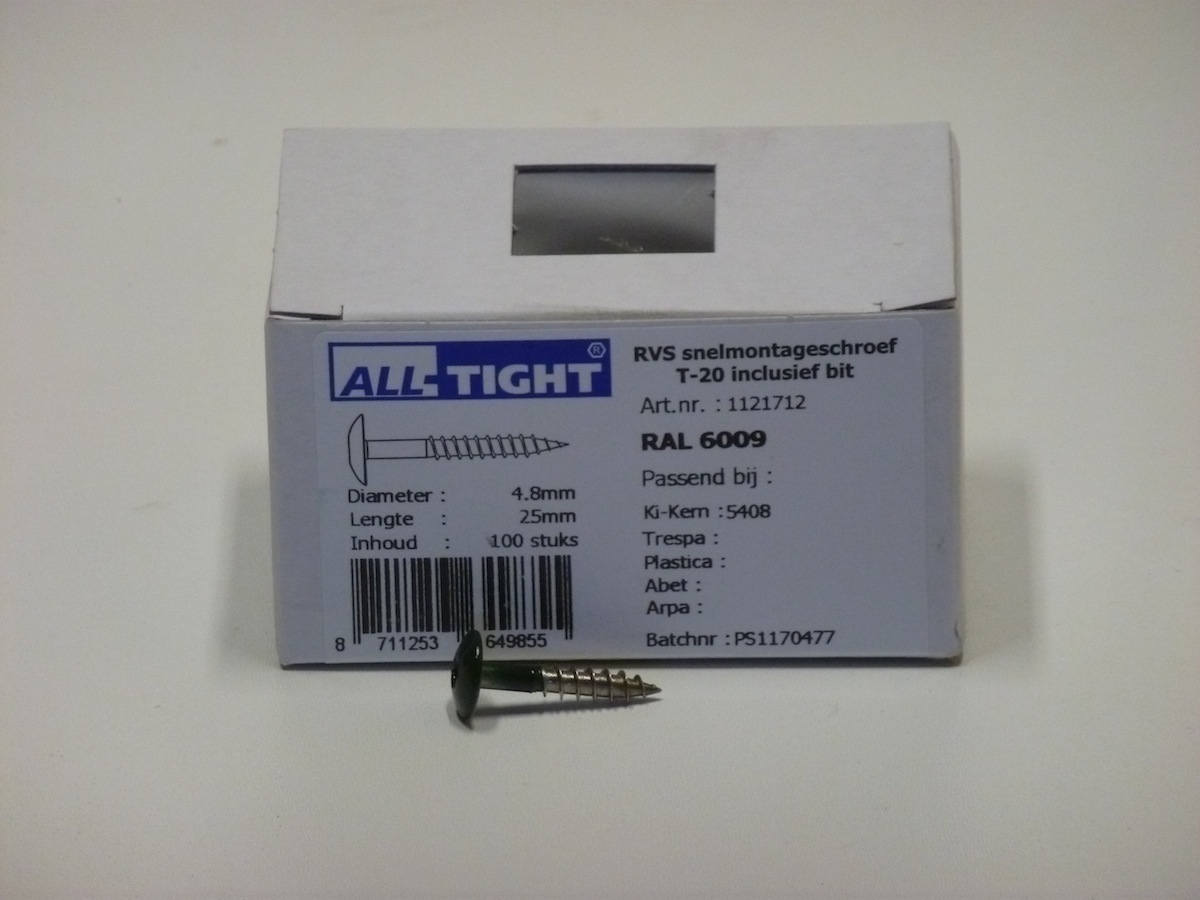 ALL-TIGHT ®
RVS snelmontageschroef
T-20 inclusief bit
Art.nr. : 1121712
RAL 6009
Passend bij :
Ki-Kern : 5408
Trespa :
Plastica :
Abet :
Arpa :
Batchnr : PS1170477
Diameter : 4.8mm
Lengte : 25mm
Inhoud : 100 stuks
8 711253 649855